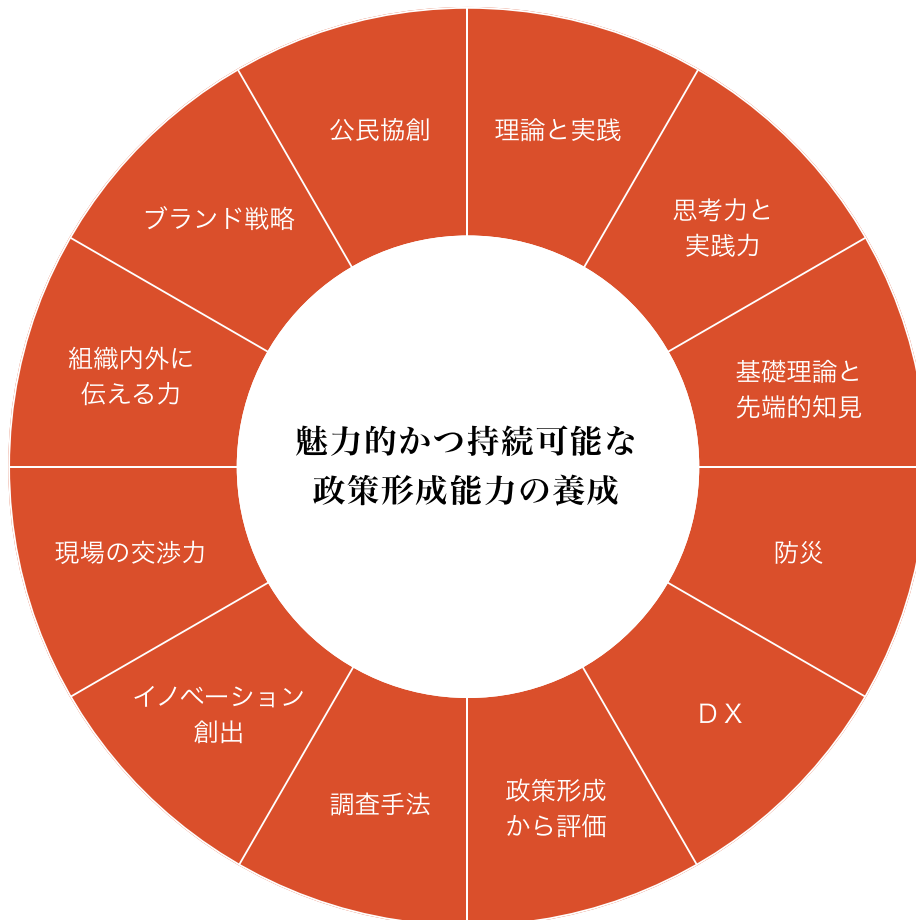 公民協創
理論と実践
思考力と
実践力
基礎理論と
先端的知見
防災
ＤＸ
政策形成
から評価
調査手法
イノベーション
創出
現場の交渉力
組織内外に
伝える力
ブランド戦略
魅力的かつ持続可能な
政策形成能力の養成